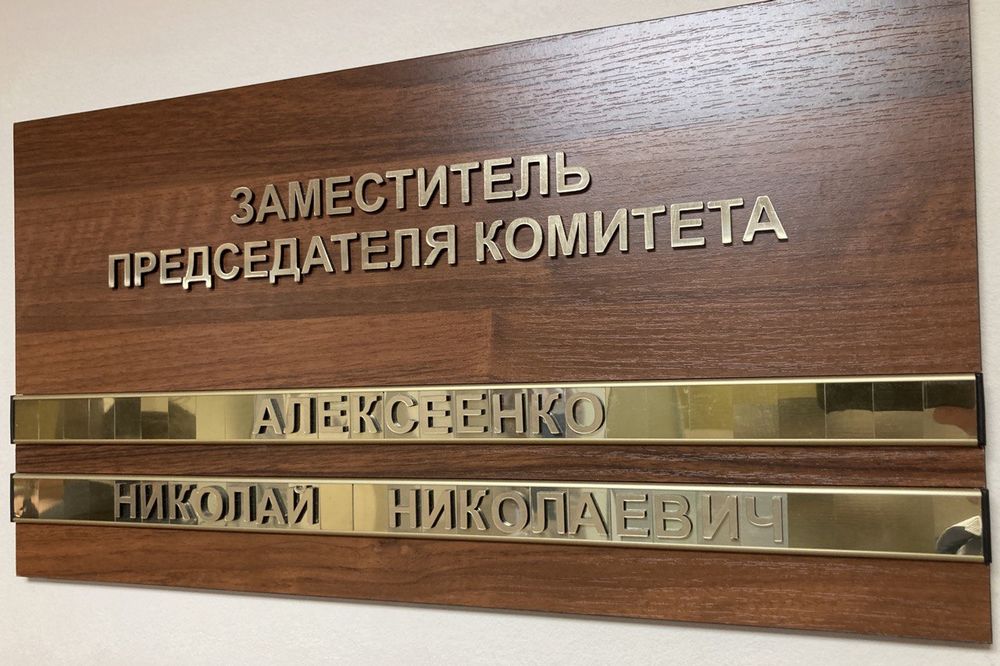 ЗАМЕСТИТЕЛЬ
ПРЕДСЕДАТЕЛЯ КОМИТЕТА
АЛЕКСЕЕНКО
НИКОЛАЙ НИКОЛАЕВИЧ